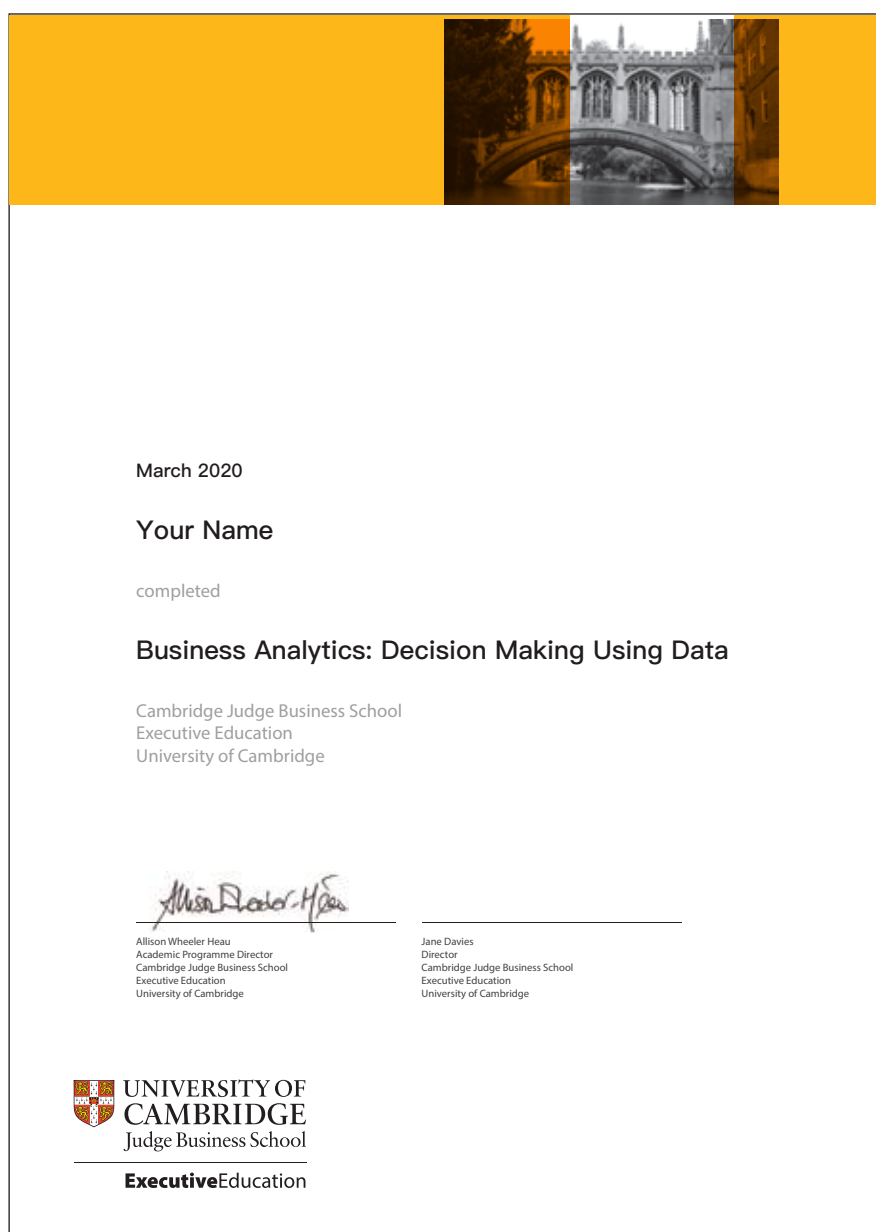 March 2020
Your Name
completed
Business Analytics: Decision Making Using Data
Cambridge Judge Business School
Executive Education
University of Cambridge
Allison Wheeler Heau
Academic Programme Director
Cambridge Judge Business School
Executive Education
University of Cambridge
Jane Davies
Director
Cambridge Judge Business School
Executive Education
University of Cambridge
UNIVERSITY OF
CAMBRIDGE
Judge Business School
ExecutiveEducation